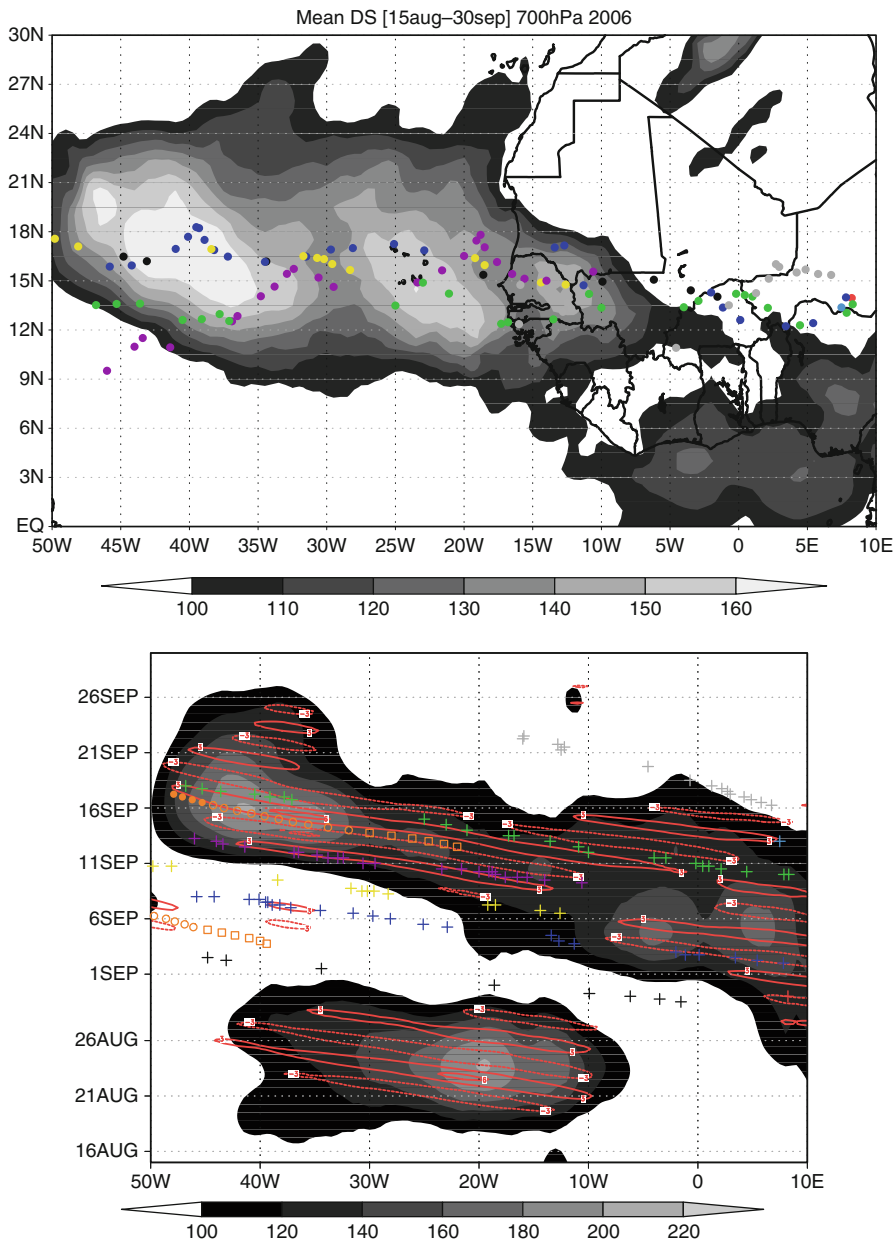 Mean DS [15aug–30sep] 700hPa 2006
30N
27N
24N
21N
18N
15N
12N
9N
6N
3N
EQ
50W 45W 40W 35W 30W 25W 20W 15W 10W 5W 0 5E 10E
100 110 120 130 140 150 160
26SEP
21SEP
16SEP
11SEP
6SEP
1SEP
26AUG
21AUG
16AUG
50W 40W 30W 20W 10W 0 10E
100 120 140 160 180 200 220